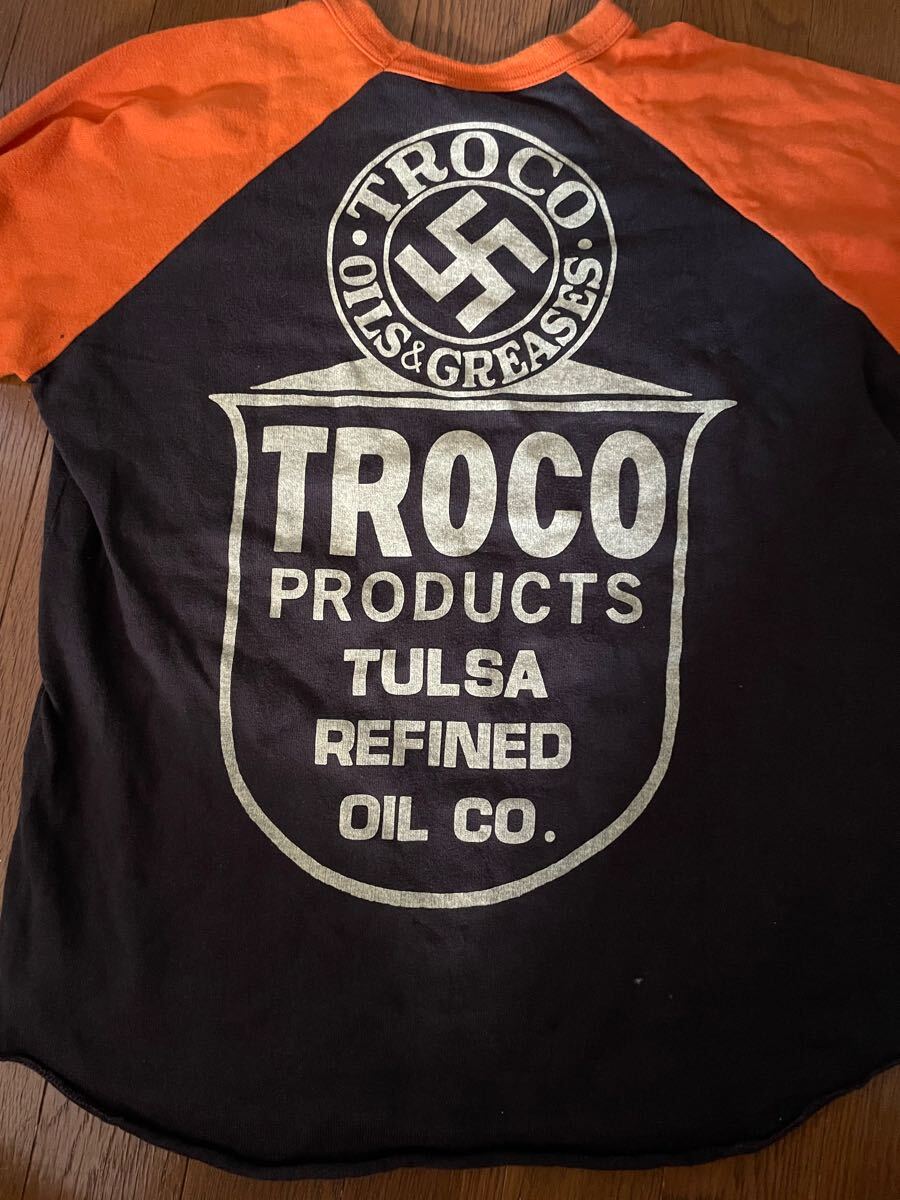 TROCO
OILS & GREASES
TROCO
PRODUCTS
TULSA
REFINED
OIL CO.